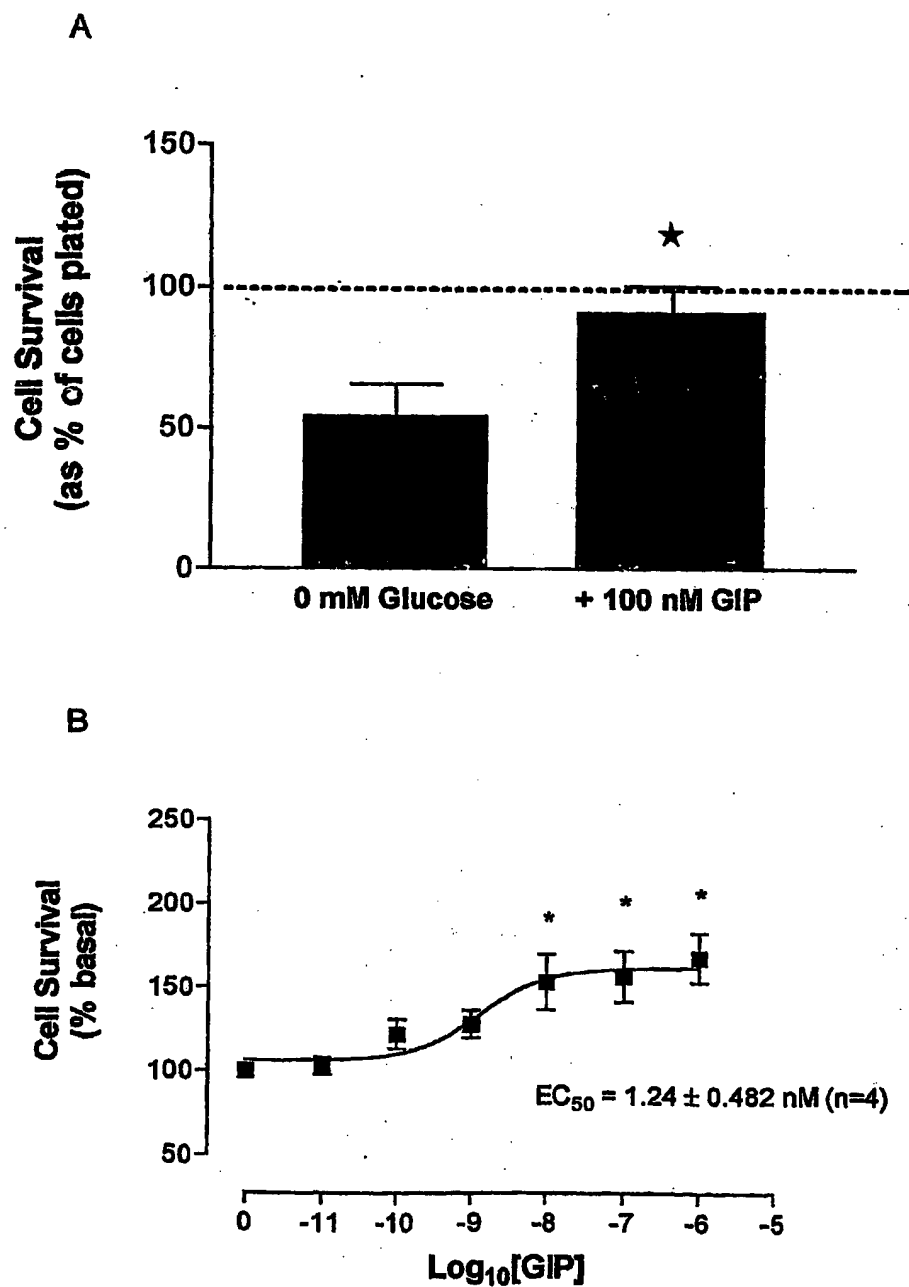 A
Cell Survival
(as % of cells plated)
150
100
50
0
★
0 mM Glucose
+ 100 nM GIP
B
Cell Survival
(% basal)
250
200
150
100
50
* * *
EC₅₀ = 1.24 ± 0.482 nM (n=4)
0 -11 -10 -9 -8 -7 -6 -5
Log₁₀[GIP]